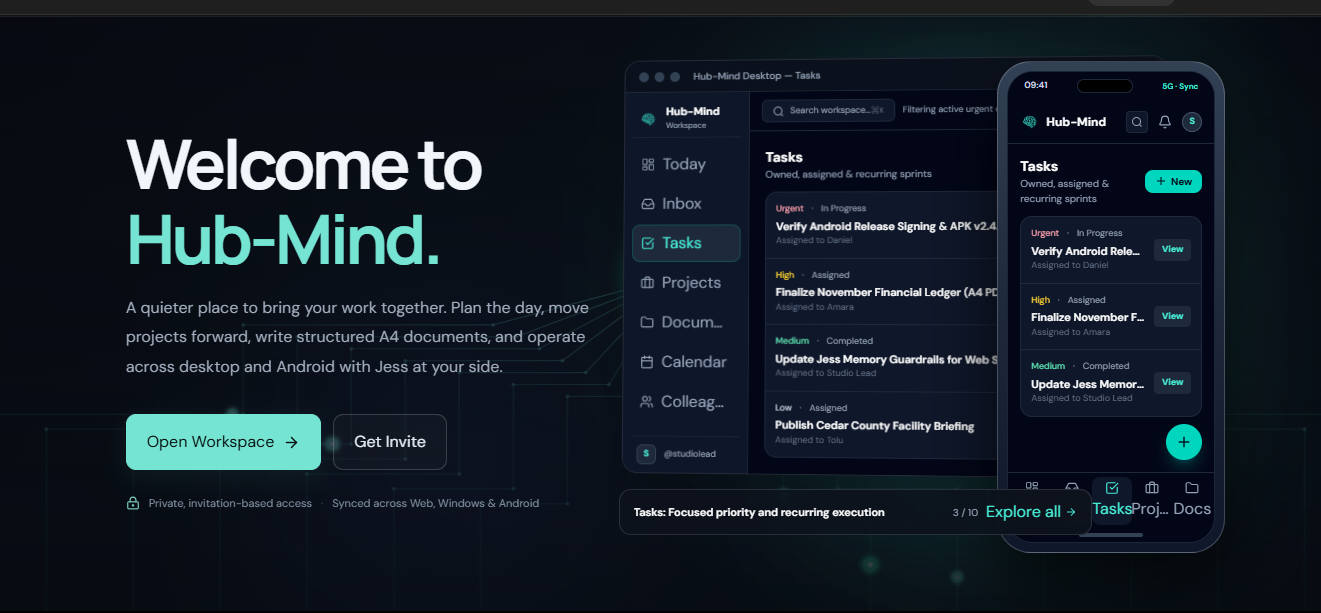 Welcome to
Hub-Mind.
A quieter place to bring your work together. Plan the day, move
projects forward, write structured A4 documents, and operate
across desktop and Android with Jess at your side.
Open Workspace →
Get Invite
Private, invitation-based access · Synced across Web, Windows & Android
Hub-Mind Desktop — Tasks
Hub-Mind
Workspace
Today
Inbox
Tasks
Projects
Docum...
Calendar
Colleag...
S @studiolead
Search workspace...⌘K
Filtering active urgent
Tasks
Owned, assigned & recurring sprints
Urgent · In Progress
Verify Android Release Signing & APK v2.4.
Assigned to Daniel
High · Assigned
Finalize November Financial Ledger (A4 PD
Assigned to Amara
Medium · Completed
Update Jess Memory Guardrails for Web S
Assigned to Studio Lead
Low · Assigned
Publish Cedar County Facility Briefing
Assigned to Tolu
Tasks: Focused priority and recurring execution
3 / 10
Explore all →
09:41
5G · Sync
Hub-Mind
S
Tasks
Owned, assigned &
recurring sprints
+ New
Urgent · In Progress
Verify Android Rele...
Assigned to Daniel
View
High · Assigned
Finalize November F...
Assigned to Amara
View
Medium · Completed
Update Jess Memor...
Assigned to Studio Lead
View
+
Tasks
Proj...
Docs